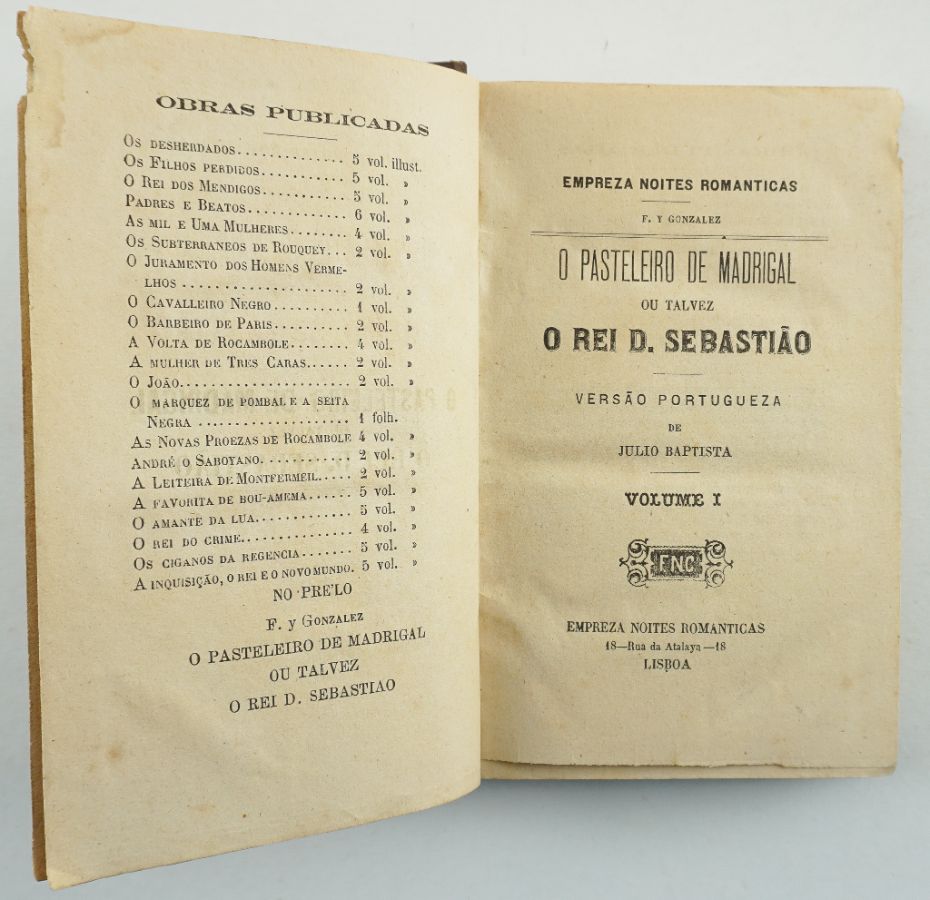 OBRAS PUBLICADAS
Os desherdados............. 5 vol. illust.
Os Filhos perdidos.......... 5 vol. »
O Rei dos Mendigos.......... 5 vol. »
Padres e Beatos............. 6 vol. »
As mil e Uma Mulheres........ 4 vol. »
Os Subterraneos de Rouquey... 2 vol. »
O Juramento dos Homens Verme-
lhos ..................... 2 vol. »
O Cavalleiro Negro.......... 1 vol. »
O Barbeiro de Paris.......... 2 vol. »
A Volta de Rocambole........ 4 vol. »
A mulher de Tres Caras...... 2 vol. »
O João...................... 2 vol. »
O marquez de pombal e a seita
Negra ................... 1 folh.
As Novas Proezas de Rocambole 4 vol. »
André o Saboyano............ 2 vol. »
A Leiteira de Montfermeil.... 2 vol. »
A favorita de bou-amema..... 5 vol. »
O amante da lua............. 5 vol. »
O rei do crime.............. 4 vol. »
Os ciganos da regencia....... 5 vol. »
A inquisição, o rei e o novo mundo. 5 vol. »
NO PRELO
F. y Gonzalez
O PASTELEIRO DE MADRIGAL
OU TALVEZ
O REI D. SEBASTIAO
EMPREZA NOITES ROMANTICAS
F. Y GONZALEZ
O PASTELEIRO DE MADRIGAL
OU TALVEZ
O REI D. SEBASTIÃO
VERSÃO PORTUGUEZA
DE
JULIO BAPTISTA
VOLUME I
FNC
EMPREZA NOITES ROMANTICAS
18—Rua da Atalaya—18
LISBOA